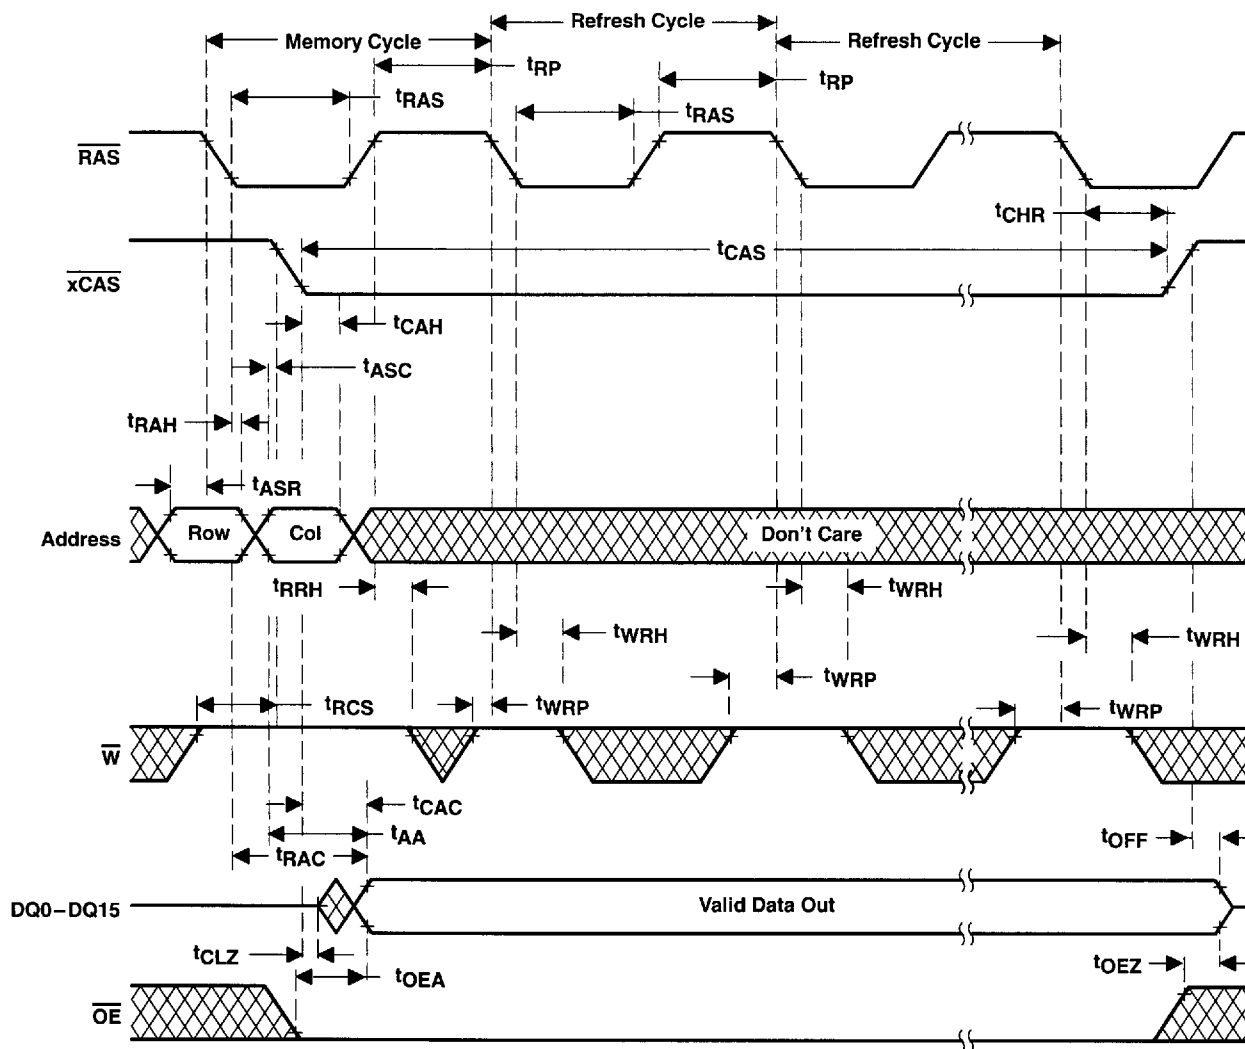 Refresh Cycle
Memory Cycle
Refresh Cycle
tRP
tRP
tRAS
tRAS
RAS
tCHR
tCAS
xCAS
tCAH
tASC
tRAH
tASR
Address
Row
Col
Don't Care
tRRH
tWRH
tWRH
tWRH
tWRP
tRCS
tWRP
tWRP
W
tCAC
tAA
tOFF
tRAC
DQ0–DQ15
Valid Data Out
tCLZ
tOEA
tOEZ
OE